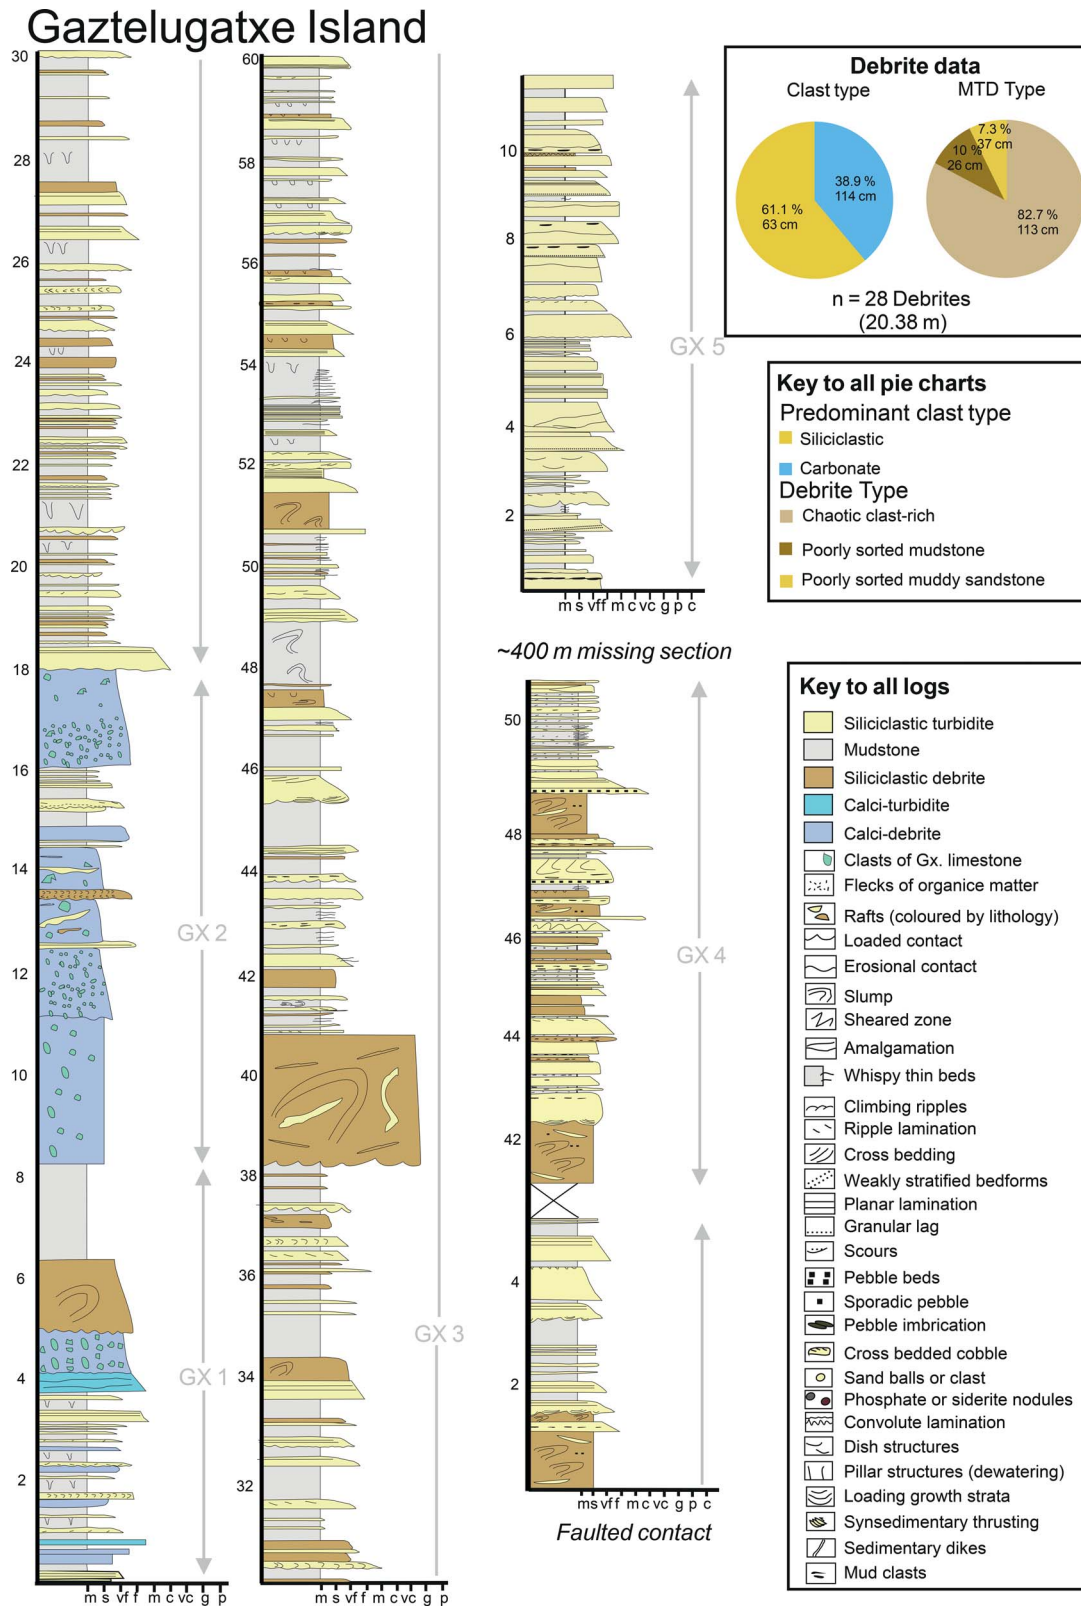 Gaztelugatxe Island
30
28
26
24
22
20
18
16
14
12
10
8
6
4
2
m s vf f m c vc g p
GX 2
GX 1
60
58
56
54
52
50
48
46
44
42
40
38
36
34
32
m s vf f m c vc g p
GX 3
10
8
6
4
2
m s vf f m c vc g p c
GX 5
~400 m missing section
50
48
46
44
42
4
2
m s vf f m c vc g p c
GX 4
Faulted contact
Debrite data
Clast type
MTD Type
38.9 %
114 cm
61.1 %
63 cm
7.3 %
37 cm
10 %
26 cm
82.7 %
113 cm
n = 28 Debrites
(20.38 m)
Key to all pie charts
Predominant clast type
Siliciclastic
Carbonate
Debrite Type
Chaotic clast-rich
Poorly sorted mudstone
Poorly sorted muddy sandstone
Key to all logs
Siliciclastic turbidite
Mudstone
Siliciclastic debrite
Calci-turbidite
Calci-debrite
Clasts of Gx. limestone
Flecks of organice matter
Rafts (coloured by lithology)
Loaded contact
Erosional contact
Slump
Sheared zone
Amalgamation
Whispy thin beds
Climbing ripples
Ripple lamination
Cross bedding
Weakly stratified bedforms
Planar lamination
Granular lag
Scours
Pebble beds
Sporadic pebble
Pebble imbrication
Cross bedded cobble
Sand balls or clast
Phosphate or siderite nodules
Convolute lamination
Dish structures
Pillar structures (dewatering)
Loading growth strata
Synsedimentary thrusting
Sedimentary dikes
Mud clasts